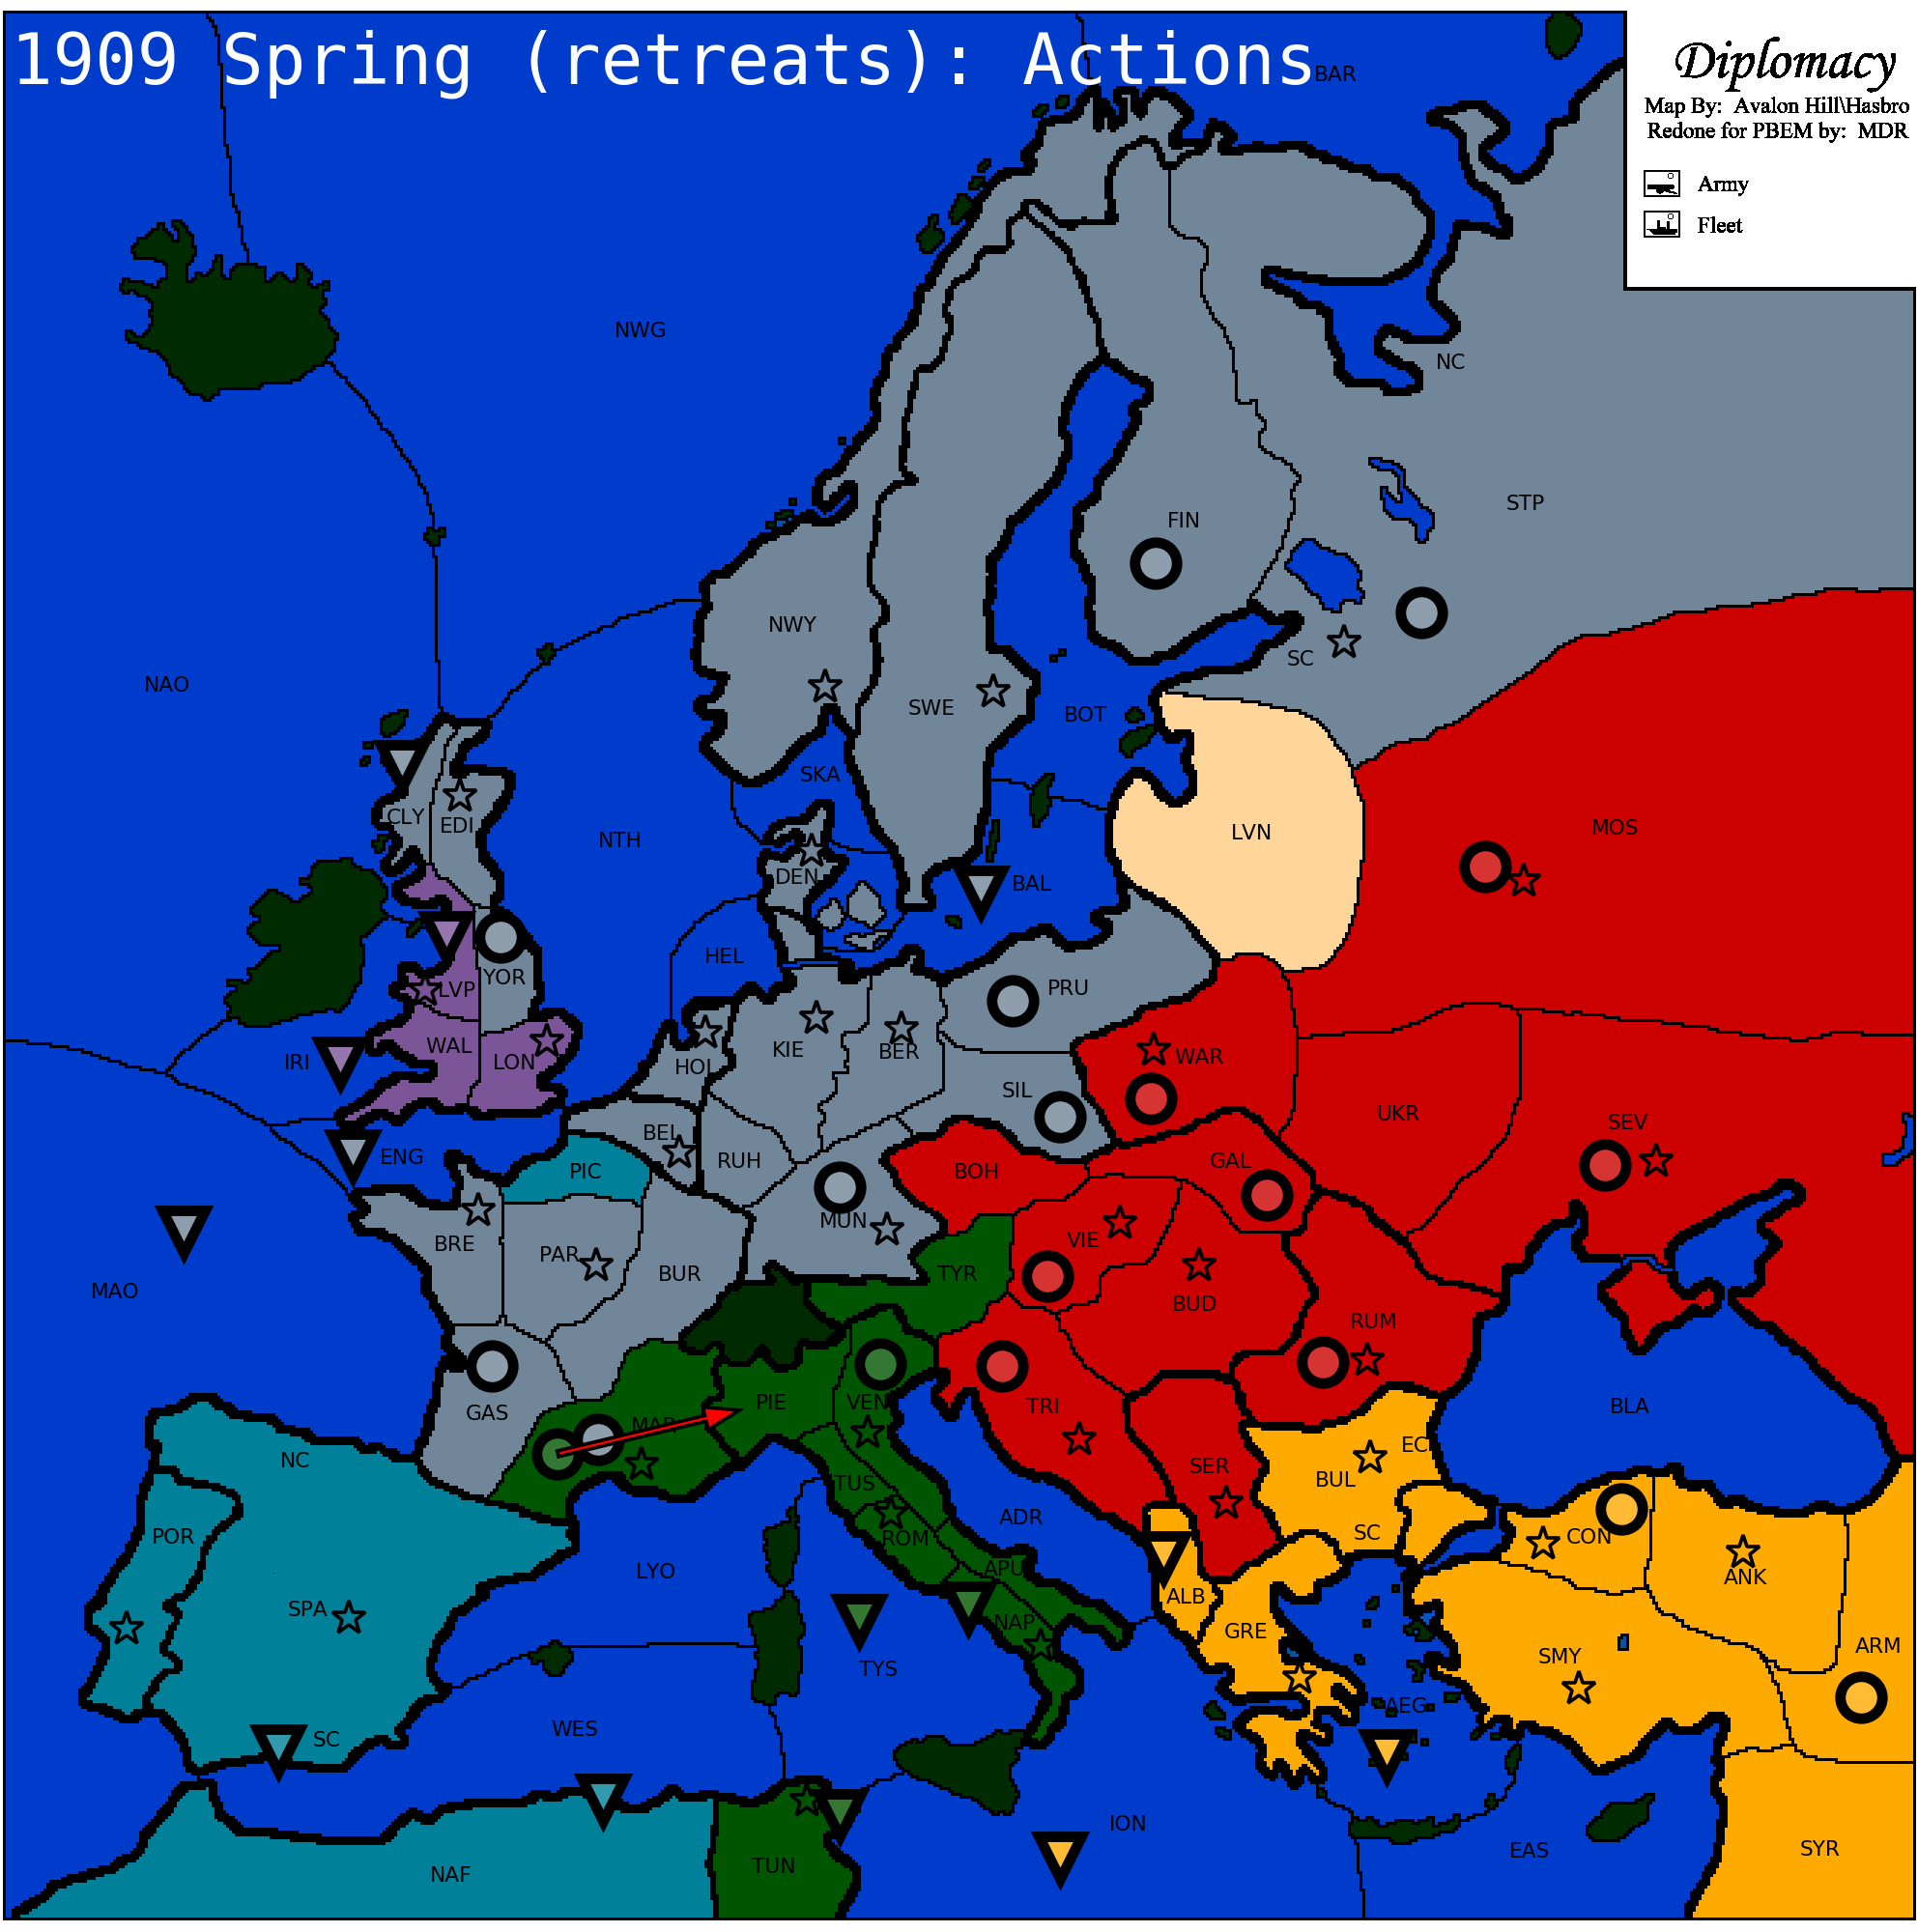 1909 Spring (retreats): Actions
BAR
Diplomacy
Map By: Avalon Hill\Hasbro
Redone for PBEM by: MDR
Army
Fleet
NWG
NC
STP
FIN
NWY
SC
NAO
SWE
BOT
SKA
CLY
EDI
NTH
LVN
MOS
DEN
BAL
HEL
YOR
LVP
PRU
WAL
LON
IRI
KIE
BER
HOL
WAR
SIL
UKR
SEV
BEL
ENG
PIC
RUH
BOH
GAL
MUN
BRE
PAR
BUR
TYR
VIE
MAO
BUD
RUM
GAS
MAR
PIE
VEN
TRI
BLA
NC
TUS
SER
BUL
EC
POR
ROM
ADR
SC
CON
LYO
APU
ANK
SPA
NAP
ALB
GRE
ARM
TYS
SMY
SC
WES
AEG
ION
EAS
SYR
NAF
TUN